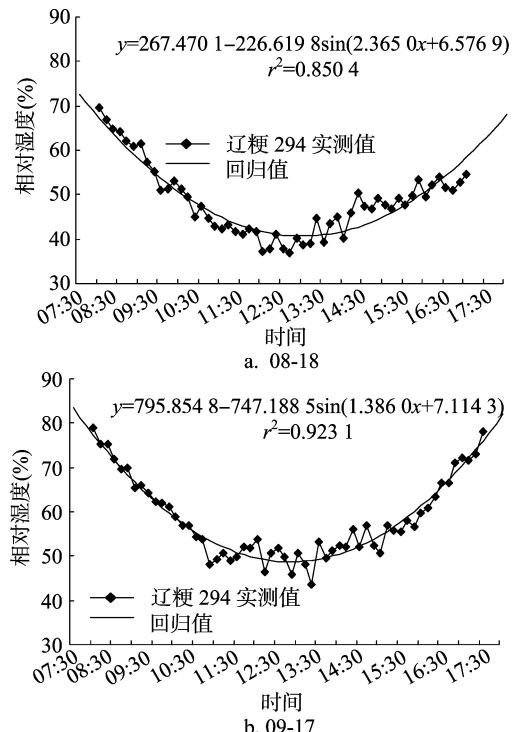 90
80
70
60
50
40
30
相对湿度(%)
y=267.470 1−226.619 8sin(2.365 0x+6.576 9)
r²=0.850 4
辽粳 294 实测值
回归值
07:30 08:30 09:30 10:30 11:30 12:30 13:30 14:30 15:30 16:30 17:30
时间
a. 08-18
90
80
70
60
50
40
30
相对湿度(%)
y=795.854 8−747.188 5sin(1.386 0x+7.114 3)
r²=0.923 1
辽粳 294 实测值
回归值
07:30 08:30 09:30 10:30 11:30 12:30 13:30 14:30 15:30 16:30 17:30
时间
b. 09-17